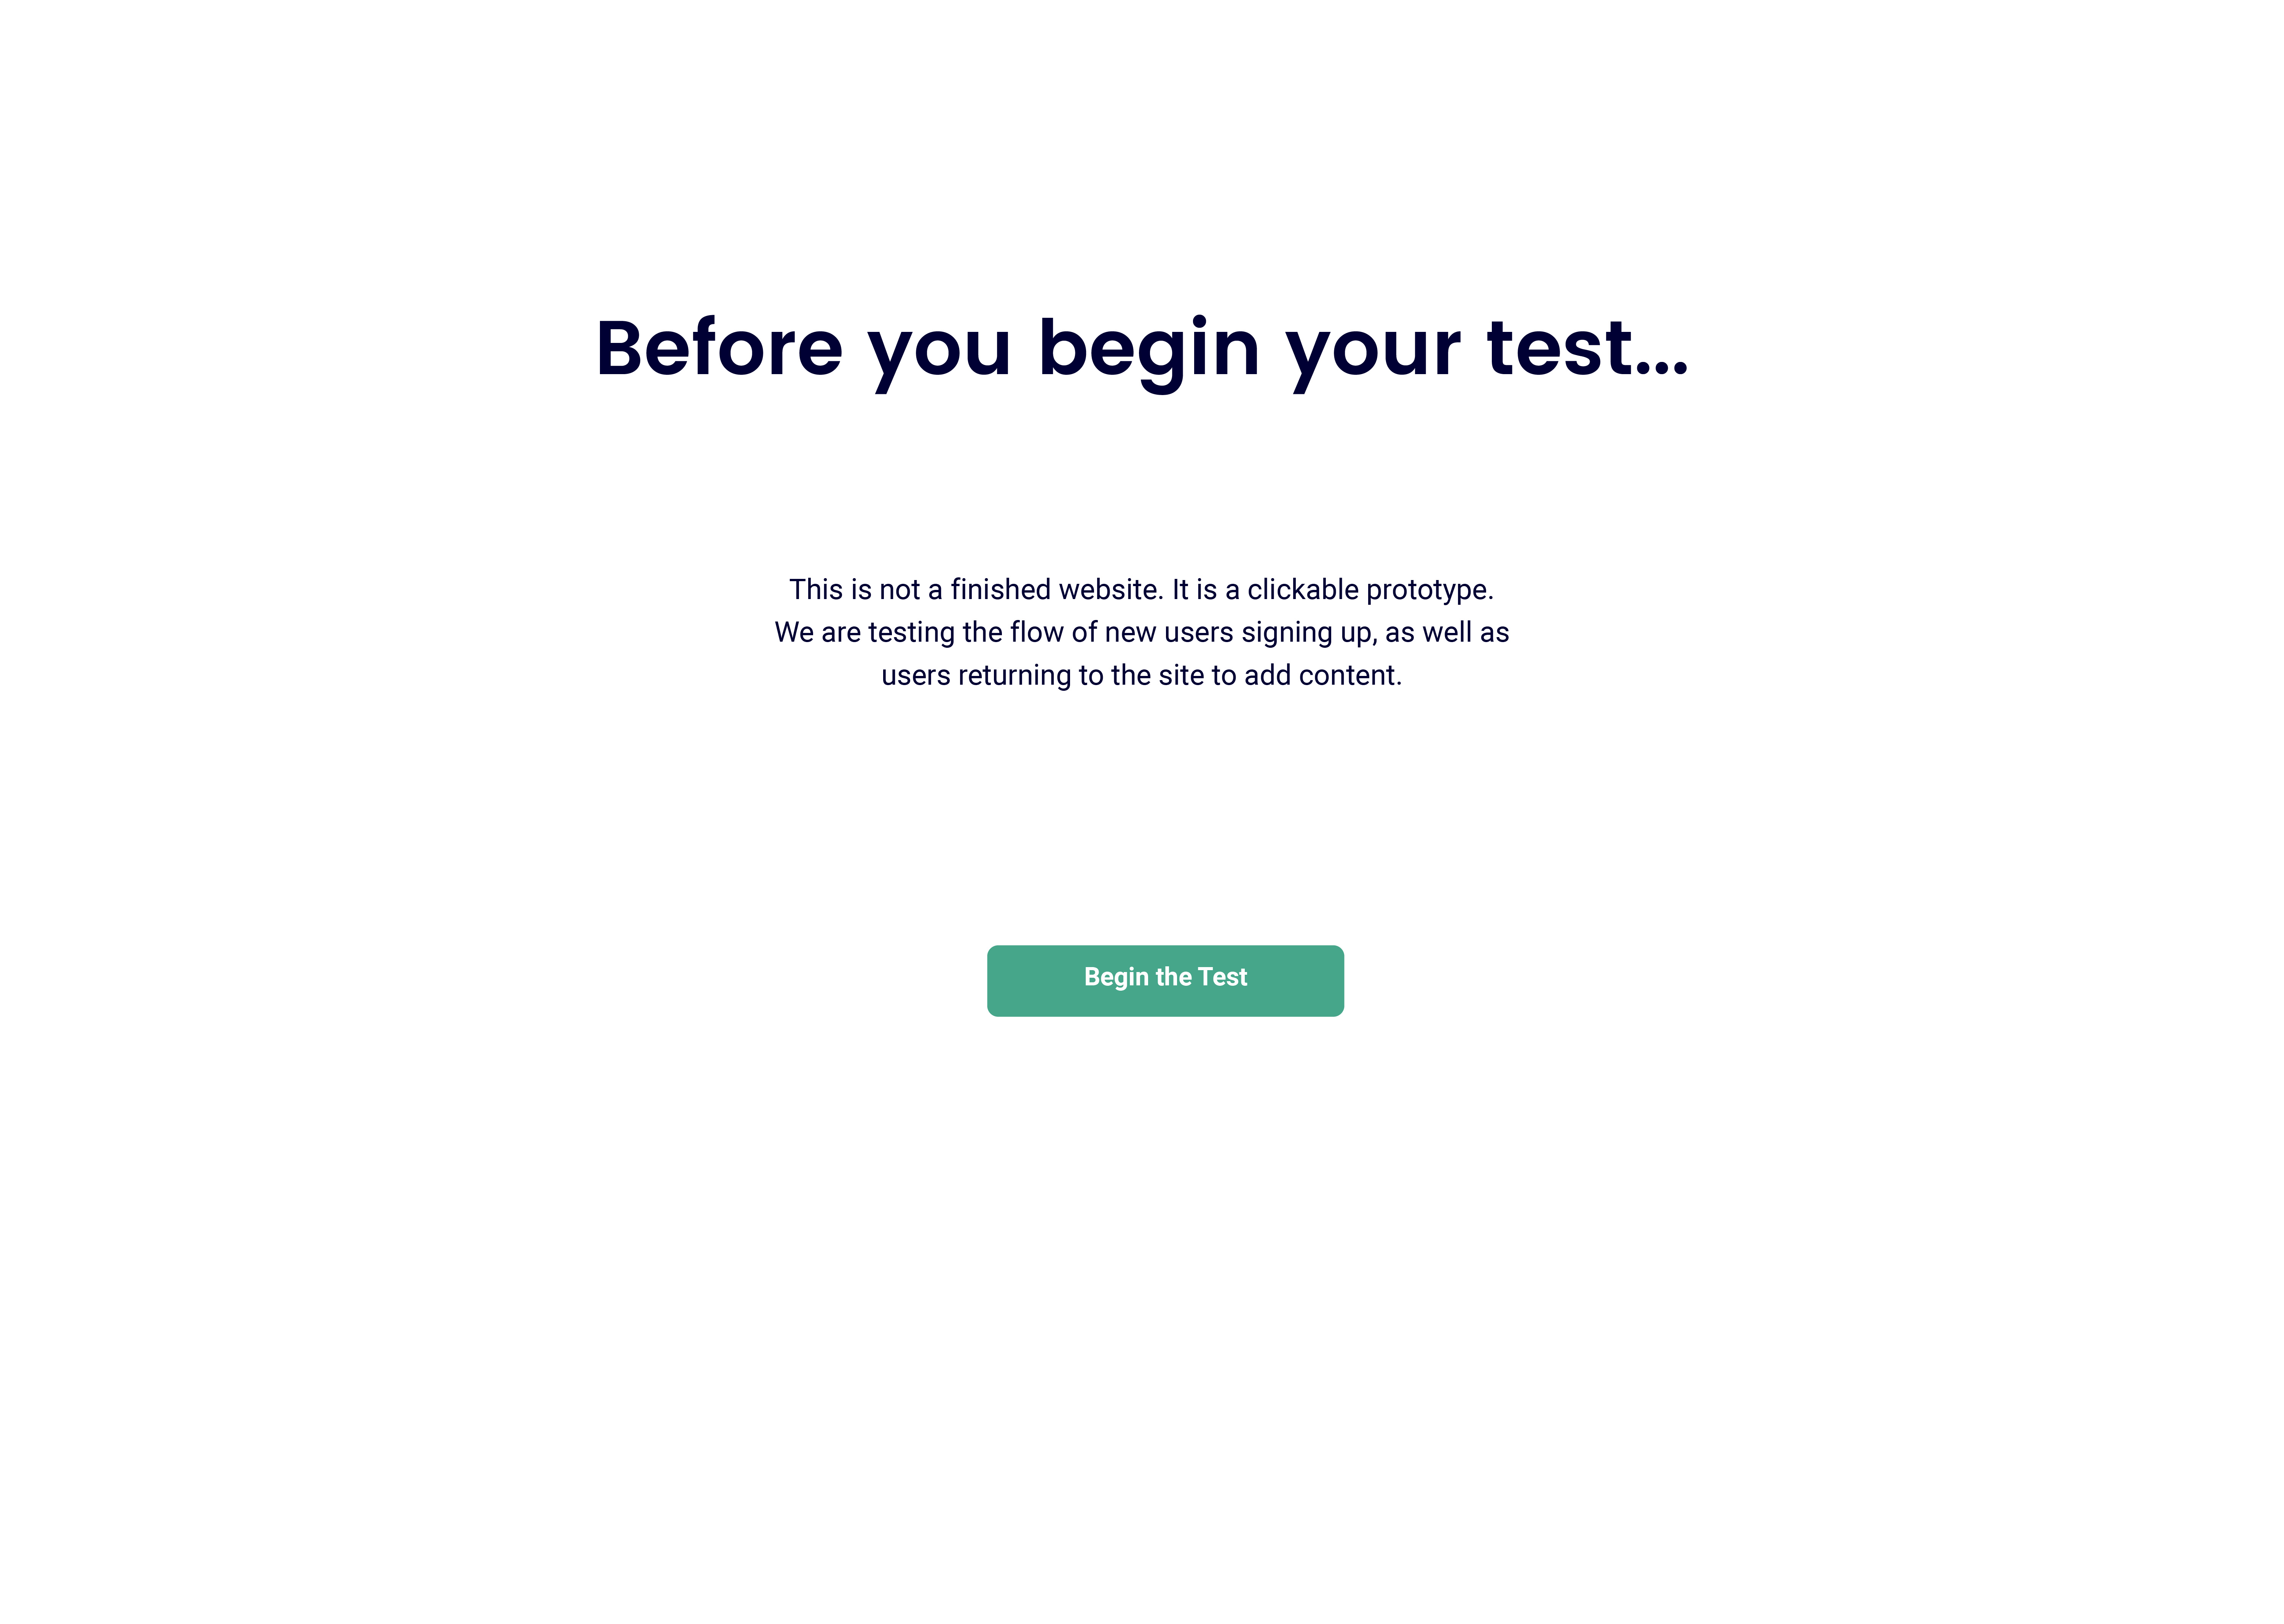 Before you begin your test...
This is not a finished website. It is a clickable prototype.
We are testing the flow of new users signing up, as well as
users returning to the site to add content.
Begin the Test